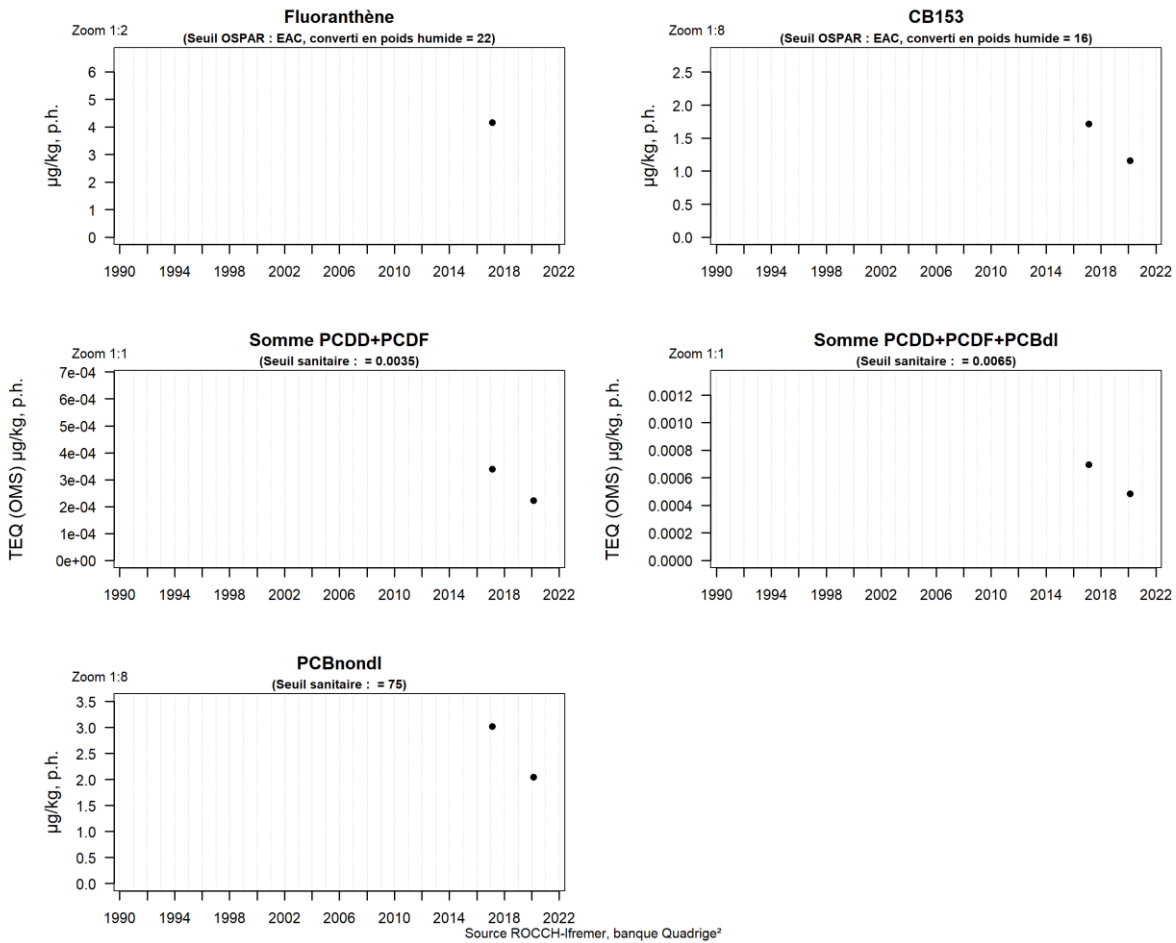 Fluoranthène
Zoom 1:2
(Seuil OSPAR : EAC, converti en poids humide = 22)
µg/kg, p.h.
6
5
4
3
2
1
0
1990 1994 1998 2002 2006 2010 2014 2018 2022
CB153
Zoom 1:8
(Seuil OSPAR : EAC, converti en poids humide = 16)
µg/kg, p.h.
2.5
2.0
1.5
1.0
0.5
0.0
1990 1994 1998 2002 2006 2010 2014 2018 2022
Somme PCDD+PCDF
Zoom 1:1
(Seuil sanitaire : = 0.0035)
TEQ (OMS) µg/kg, p.h.
7e-04
6e-04
5e-04
4e-04
3e-04
2e-04
1e-04
0e+00
1990 1994 1998 2002 2006 2010 2014 2018 2022
Somme PCDD+PCDF+PCBdl
Zoom 1:1
(Seuil sanitaire : = 0.0065)
TEQ (OMS) µg/kg, p.h.
0.0012
0.0010
0.0008
0.0006
0.0004
0.0002
0.0000
1990 1994 1998 2002 2006 2010 2014 2018 2022
PCBnondl
Zoom 1:8
(Seuil sanitaire : = 75)
µg/kg, p.h.
3.5
3.0
2.5
2.0
1.5
1.0
0.5
0.0
1990 1994 1998 2002 2006 2010 2014 2018 2022
Source ROCCH-Ifremer, banque Quadrige²